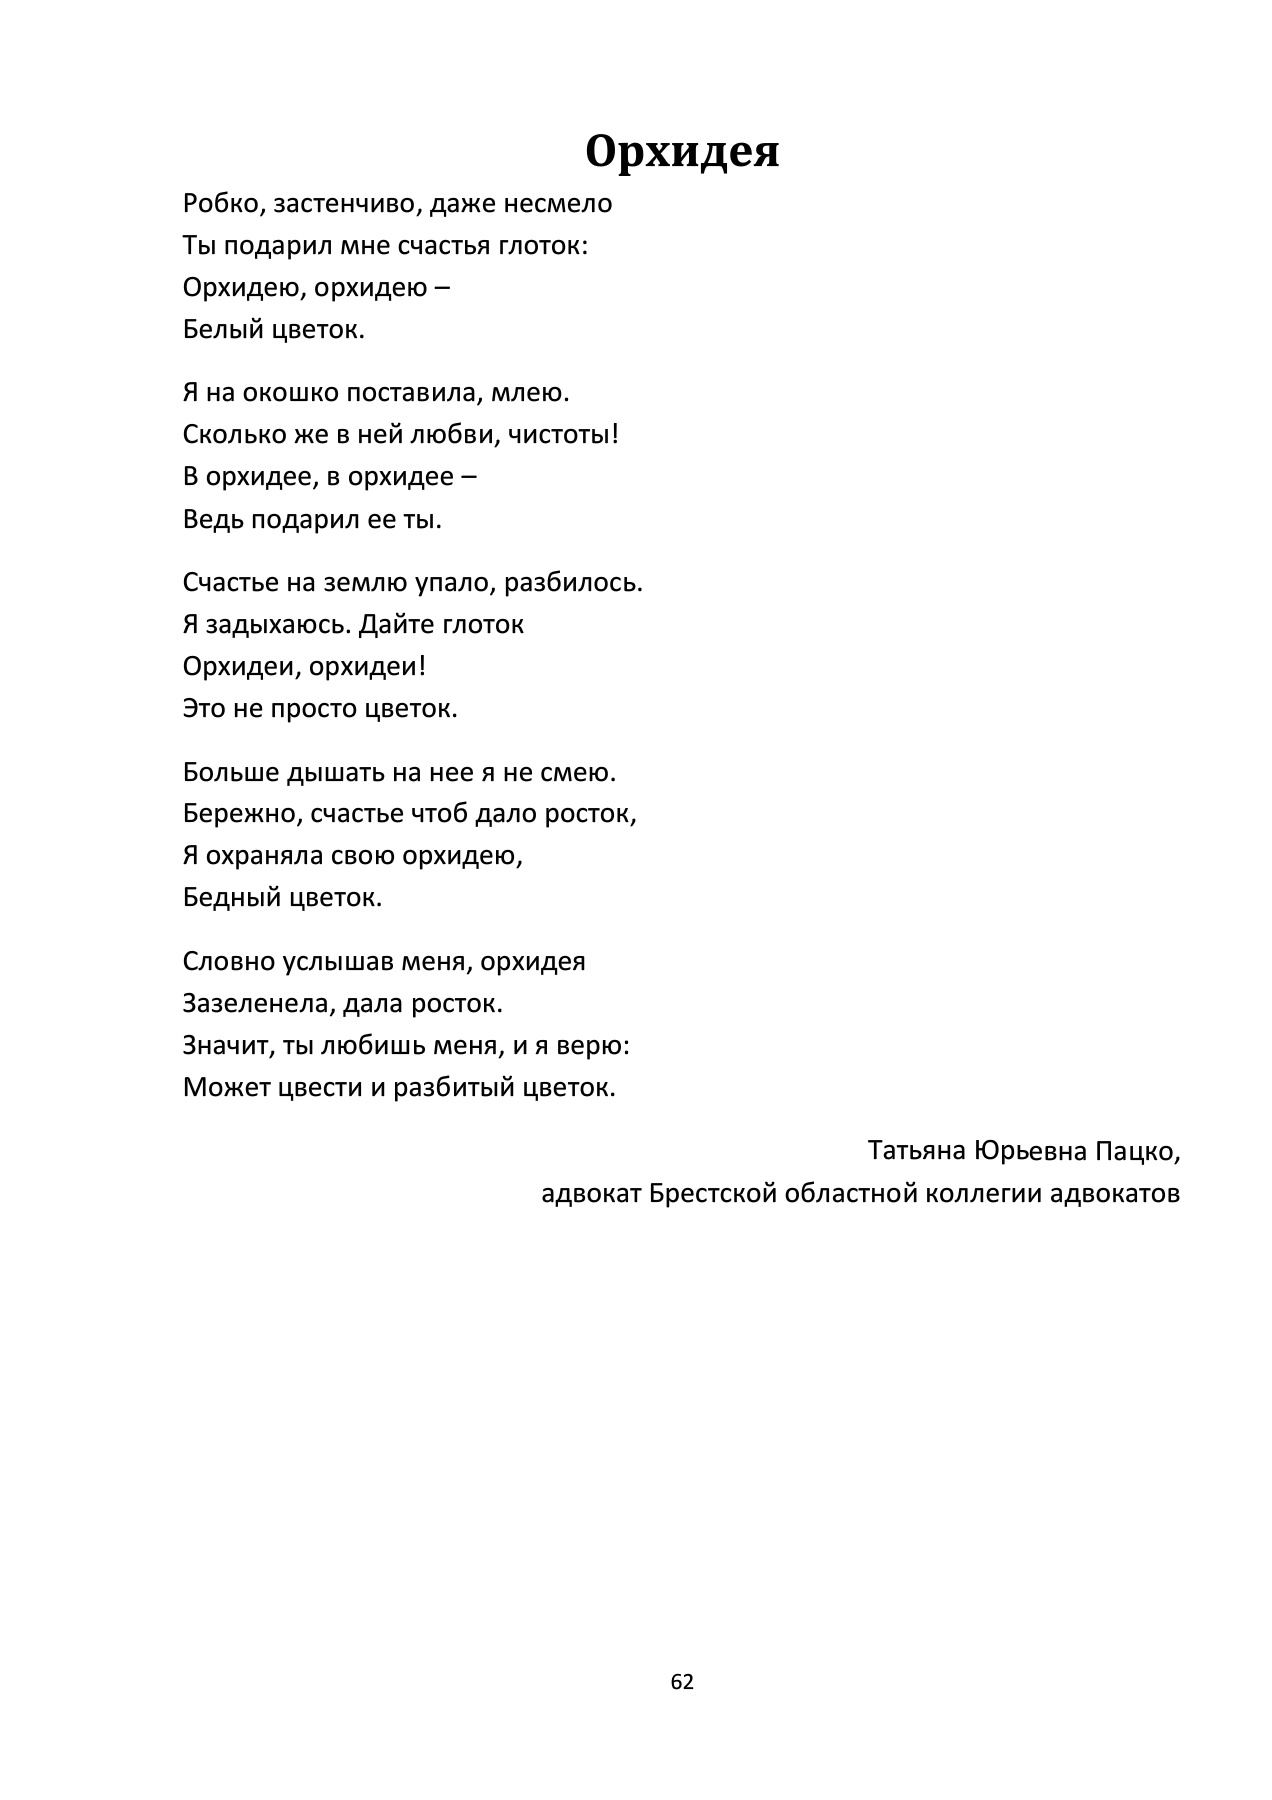 Орхидея
Робко, застенчиво, даже несмело
Ты подарил мне счастья глоток:
Орхидею, орхидею –
Белый цветок.
Я на окошко поставила, млею.
Сколько же в ней любви, чистоты!
В орхидее, в орхидее –
Ведь подарил ее ты.
Счастье на землю упало, разбилось.
Я задыхаюсь. Дайте глоток
Орхидеи, орхидеи!
Это не просто цветок.
Больше дышать на нее я не смею.
Бережно, счастье чтоб дало росток,
Я охраняла свою орхидею,
Бедный цветок.
Словно услышав меня, орхидея
Зазеленела, дала росток.
Значит, ты любишь меня, и я верю:
Может цвести и разбитый цветок.
Татьяна Юрьевна Пацко,
адвокат Брестской областной коллегии адвокатов
62